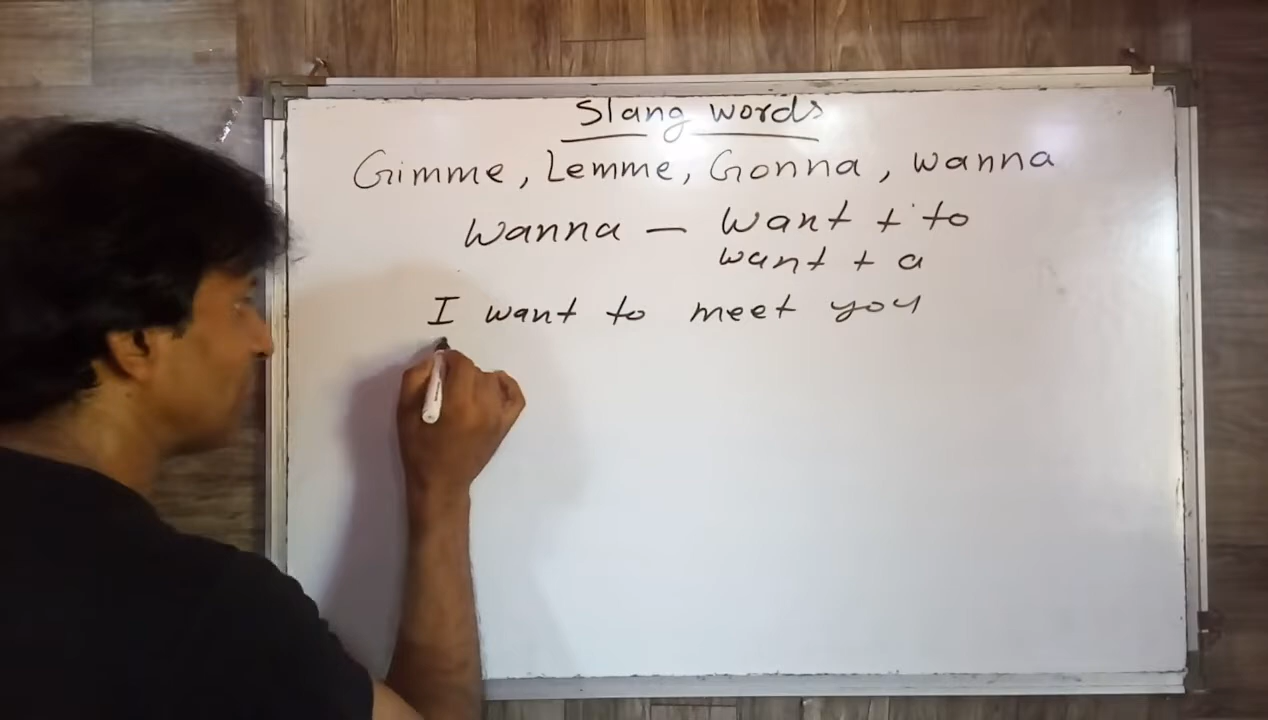 Slang words
Gimme, Lemme, Gonna, wanna
Wanna — Want + to
want + a
I want to meet you